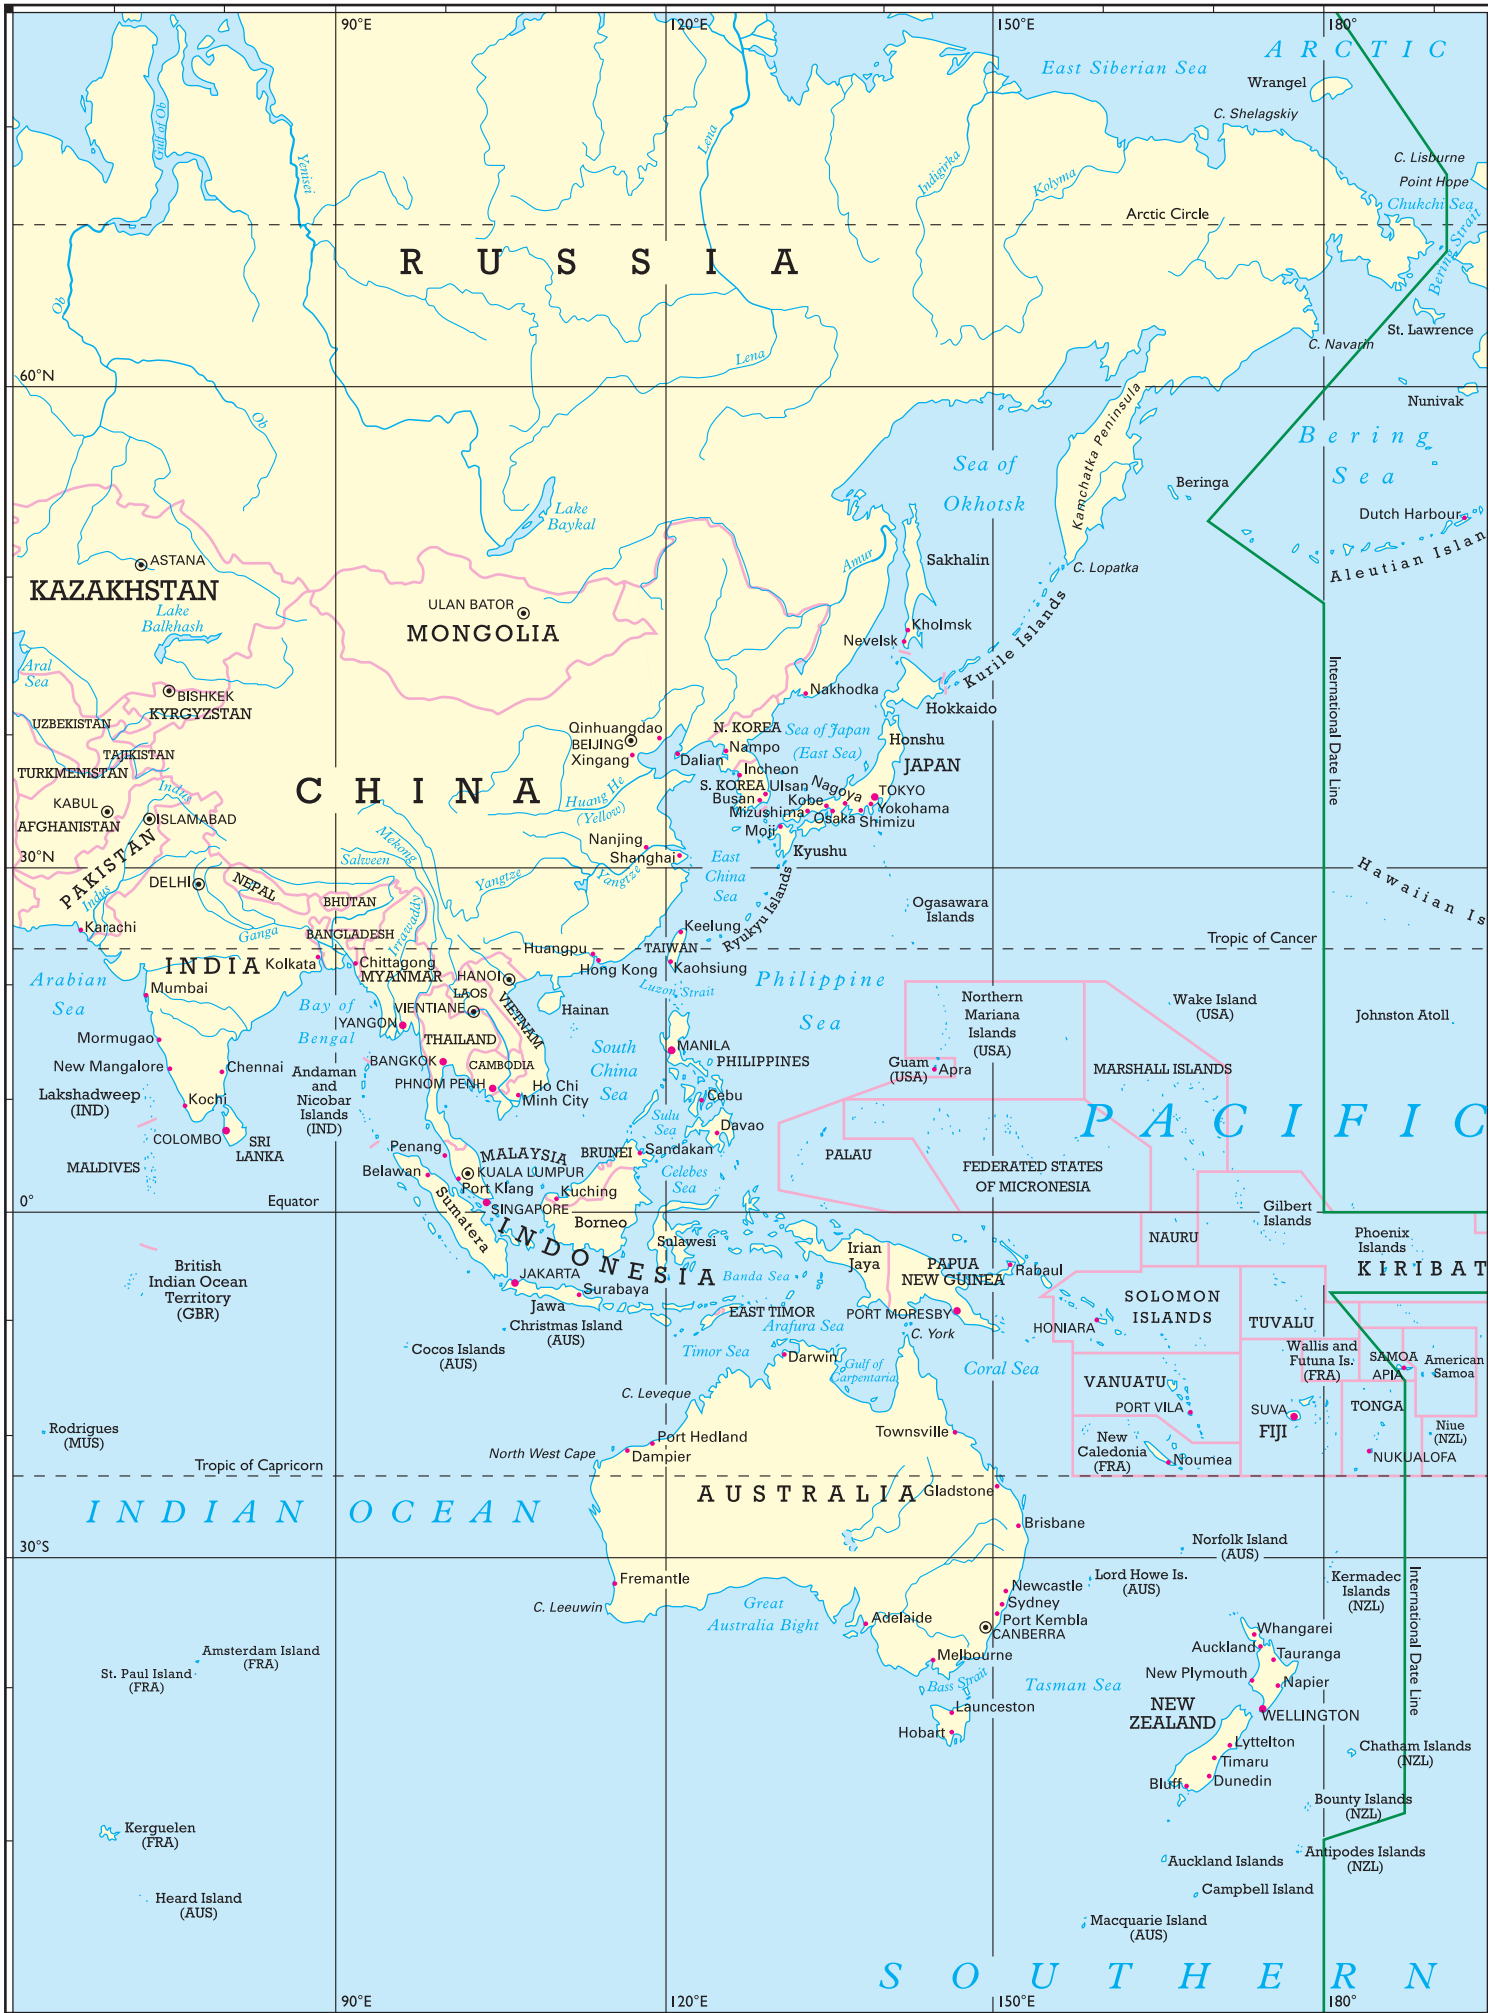 90°E
120°E
150°E
180°
ARCTIC
East Siberian Sea
Wrangel
C. Shelagskiy
Gulf of Ob
Yenisei
Lena
Indigirka
Kolyma
C. Lisburne
Point Hope
Chukchi Sea
Arctic Circle
Bering Strait
RUSSIA
Ob
St. Lawrence
C. Navarin
Lena
60°N
Nunivak
Ob
Kamchatka Peninsula
Bering
Sea
Sea of
Okhotsk
Beringa
Lake
Baykal
Dutch Harbour
Aleutian Islan
ASTANA
Amur
Sakhalin
C. Lopatka
KAZAKHSTAN
Lake
Balkhash
ULAN BATOR
MONGOLIA
Kholmsk
Nevelsk
Kurile Islands
International Date Line
Aral
Sea
BISHKEK
KYRGYZSTAN
Nakhodka
Hokkaido
UZBEKISTAN
Qinhuangdao
BEIJING
Xingang
N. KOREA
Sea of Japan
(East Sea)
Honshu
Nampo
Dalian
TAJIKISTAN
TURKMENISTAN
JAPAN
Incheon
S. KOREA
Ulsan
Nagoya
TOKYO
CHINA
Indus
KABUL
AFGHANISTAN
ISLAMABAD
Huang He
(Yellow)
Busan
Kobe
Yokohama
Mizushima
Osaka
Shimizu
Moji
Kyushu
PAKISTAN
Mekong
Salween
Nanjing
Shanghai
30°N
East
China
Sea
Hawaiian Is
DELHI
NEPAL
Yangtze
Yangtze
Indus
BHUTAN
Ryukyu Islands
Ogasawara
Islands
Karachi
Ganga
BANGLADESH
Irrawaddy
Keelung
Tropic of Cancer
Huangpu
TAIWAN
INDIA
Kolkata
Chittagong
MYANMAR
HANOI
Hong Kong
Kaohsiung
Arabian
Sea
Mumbai
LAOS
Luzon Strait
Philippine
Sea
Bay of
Bengal
VIENTIANE
VIETNAM
Hainan
Northern
Mariana
Islands
(USA)
Wake Island
(USA)
Johnston Atoll
YANGON
Mormugao
THAILAND
South
China
Sea
MANILA
PHILIPPINES
New Mangalore
Chennai
BANGKOK
CAMBODIA
Guam
(USA)
Apra
MARSHALL ISLANDS
Andaman
and
Nicobar
Islands
(IND)
PHNOM PENH
Ho Chi
Minh City
Lakshadweep
(IND)
Kochi
Cebu
PACIFIC
Sulu
Sea
COLOMBO
SRI
LANKA
Davao
MALDIVES
Penang
MALAYSIA
BRUNEI
Sandakan
PALAU
Belawan
KUALA LUMPUR
Celebes
Sea
FEDERATED STATES
OF MICRONESIA
Port Klang
Kuching
0°
Equator
SINGAPORE
Borneo
Gilbert
Islands
Sumatera
INDONESIA
Sulawesi
Irian
Jaya
NAURU
Phoenix
Islands
PAPUA
NEW GUINEA
Rabaul
KIRIBAT
British
Indian Ocean
Territory
(GBR)
JAKARTA
Banda Sea
Surabaya
Jawa
SOLOMON
ISLANDS
EAST TIMOR
PORT MORESBY
TUVALU
Christmas Island
(AUS)
Arafura Sea
C. York
HONIARA
Cocos Islands
(AUS)
Timor Sea
Darwin
Gulf of
Carpentaria
Coral Sea
Wallis and
Futuna Is.
(FRA)
SAMOA
APIA
American
Samoa
C. Leveque
VANUATU
PORT VILA
SUVA
FIJI
TONGA
Rodrigues
(MUS)
Port Hedland
Dampier
North West Cape
Townsville
New
Caledonia
(FRA)
Noumea
Niue
(NZL)
NUKUALOFA
Tropic of Capricorn
AUSTRALIA
Gladstone
INDIAN OCEAN
Brisbane
Norfolk Island
(AUS)
30°S
Fremantle
C. Leeuwin
Great
Australia Bight
Newcastle
Sydney
Port Kembla
CANBERRA
Lord Howe Is.
(AUS)
Kermadec
Islands
(NZL)
International Date Line
Adelaide
Melbourne
Whangarei
Auckland
Tauranga
Amsterdam Island
(FRA)
St. Paul Island
(FRA)
Bass Strait
Tasman Sea
New Plymouth
Napier
Launceston
Hobart
NEW
ZEALAND
WELLINGTON
Lyttelton
Timaru
Dunedin
Bluff
Chatham Islands
(NZL)
Bounty Islands
(NZL)
Kerguelen
(FRA)
Antipodes Islands
(NZL)
Auckland Islands
Campbell Island
Heard Island
(AUS)
Macquarie Island
(AUS)
SOUTHERN
90°E
120°E
150°E
180°